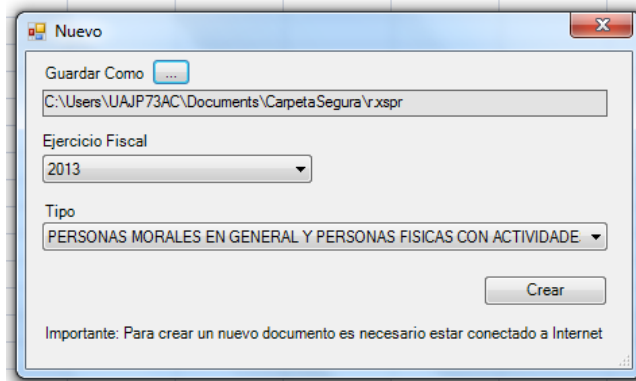 Nuevo
Guardar Como ...
C:\Users\UAJP73AC\Documents\CarpetaSegura\r.xspr
Ejercicio Fiscal
2013
Tipo
PERSONAS MORALES EN GENERAL Y PERSONAS FISICAS CON ACTIVIDADE
Crear
Importante: Para crear un nuevo documento es necesario estar conectado a Internet